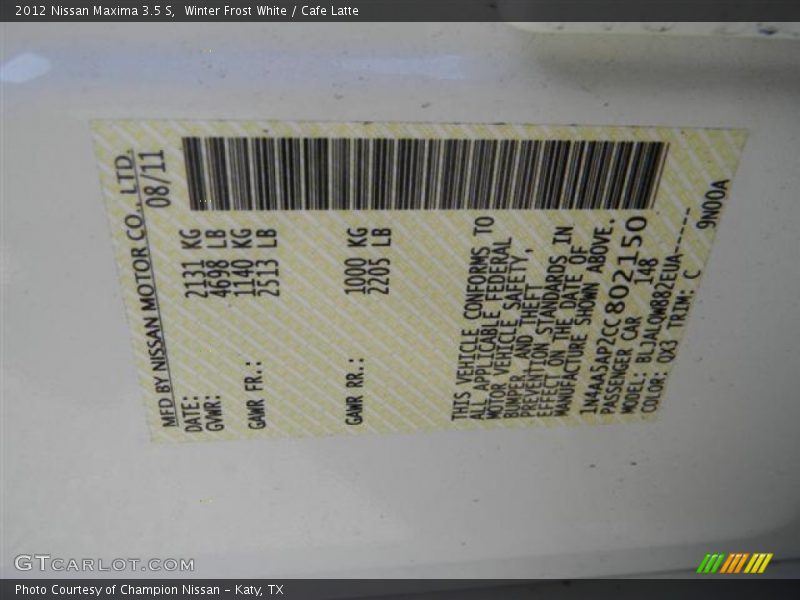 2012 Nissan Maxima 3.5 S,  Winter Frost White / Cafe Latte
MFD BY NISSAN MOTOR CO., LTD.
DATE: 08/11
GVWR: 2131 KG
4698 LB
GAWR FR.: 1140 KG
2513 LB
GAWR RR.: 1000 KG
2205 LB
THIS VEHICLE CONFORMS TO
ALL APPLICABLE FEDERAL
MOTOR VEHICLE SAFETY,
BUMPER, AND THEFT
PREVENTION STANDARDS IN
EFFECT ON THE DATE OF
MANUFACTURE SHOWN ABOVE.
1N4AA5AP2CC802150
PASSENGER CAR 148
MODEL: BLJALOW882EUA------
COLOR: QX3 TRIM: C 9N00A
GTCARLOT.COM
Photo Courtesy of Champion Nissan - Katy, TX